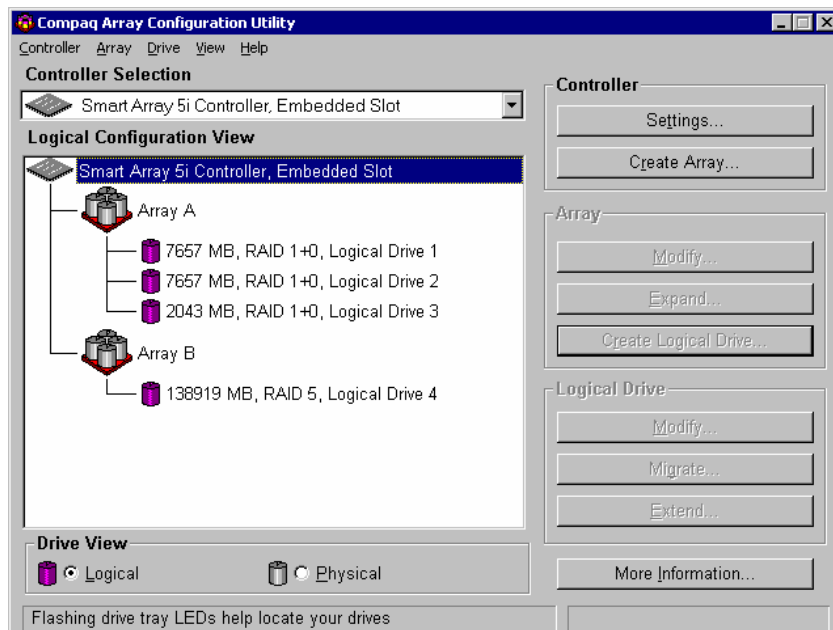 Compaq Array Configuration Utility
Controller Array Drive View Help
Controller Selection
Smart Array 5i Controller, Embedded Slot
Logical Configuration View
Smart Array 5i Controller, Embedded Slot
Array A
7657 MB, RAID 1+0, Logical Drive 1
7657 MB, RAID 1+0, Logical Drive 2
2043 MB, RAID 1+0, Logical Drive 3
Array B
138919 MB, RAID 5, Logical Drive 4
Drive View
Logical
Physical
Controller
Settings...
Create Array...
Array
Modify...
Expand...
Create Logical Drive...
Logical Drive
Modify...
Migrate...
Extend...
More Information...
Flashing drive tray LEDs help locate your drives